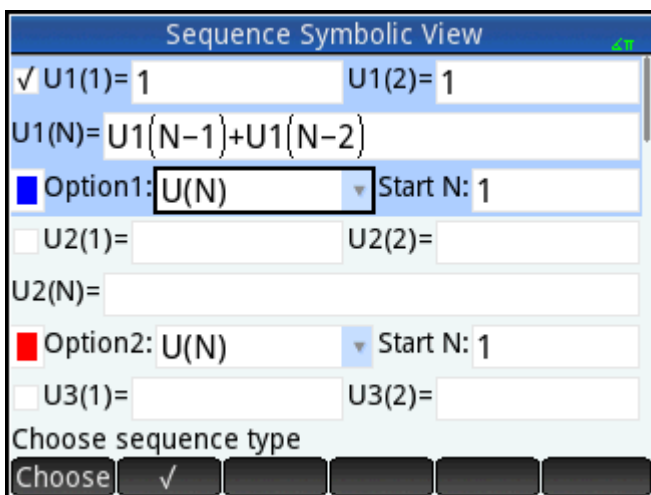 Sequence Symbolic View
∡π
√ U1(1)= 1 U1(2)= 1
U1(N)= U1(N−1)+U1(N−2)
Option1: U(N) Start N: 1
U2(1)= U2(2)=
U2(N)=
Option2: U(N) Start N: 1
U3(1)= U3(2)=
Choose sequence type
Choose √